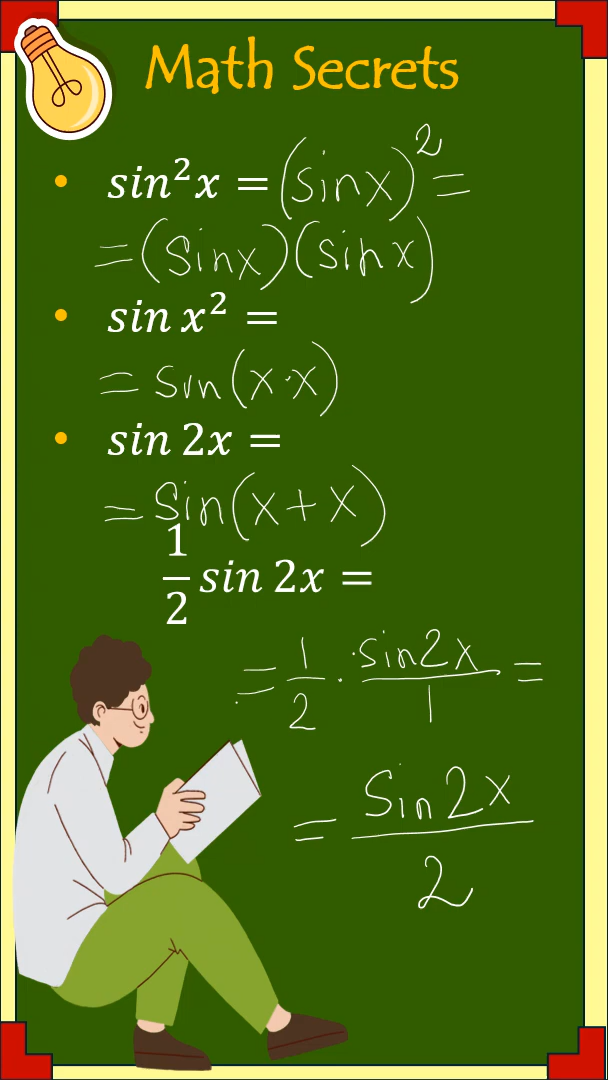 Math Secrets
• sin²x = (sinx)² =
= (sinx)(sinx)
• sin x² =
= sin(x·x)
• sin 2x =
= Sin(x+x)
1/2 sin 2x =
= 1/2 · sin2x/1 =
= Sin2x/2